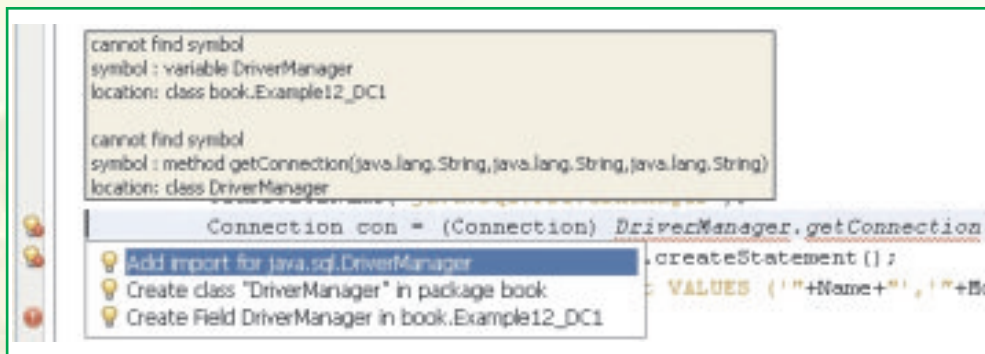 cannot find symbol
symbol : variable DriverManager
location: class book.Example12_DC1
cannot find symbol
symbol : method getConnection(java.lang.String,java.lang.String,java.lang.String)
location: class DriverManager
Connection con = (Connection) DriverManager.getConnection
Add import for java.sql.DriverManager
.createStatement();
Create class "DriverManager" in package book
VALUES ('"+Name+"','"+Mo
Create Field DriverManager in book.Example12_DC1